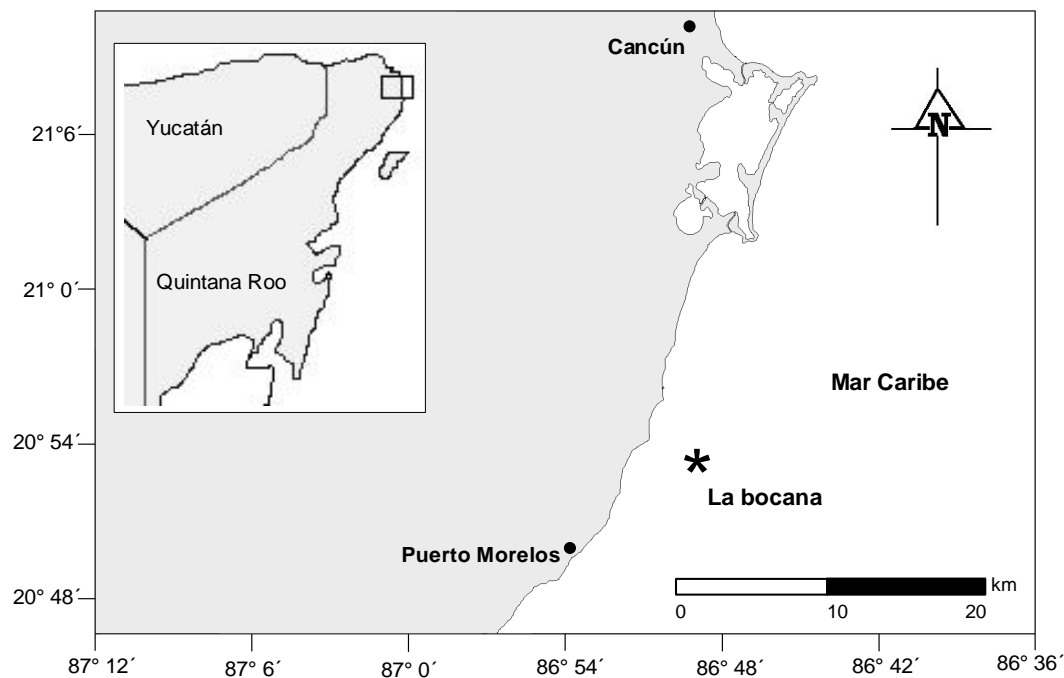 Cancún
Yucatán
21° 6´
N
Quintana Roo
21° 0´
Mar Caribe
20° 54´
*
La bocana
Puerto Morelos
km
20° 48´
0 10 20
87° 12´ 87° 6´ 87° 0´ 86° 54´ 86° 48´ 86° 42´ 86° 36´